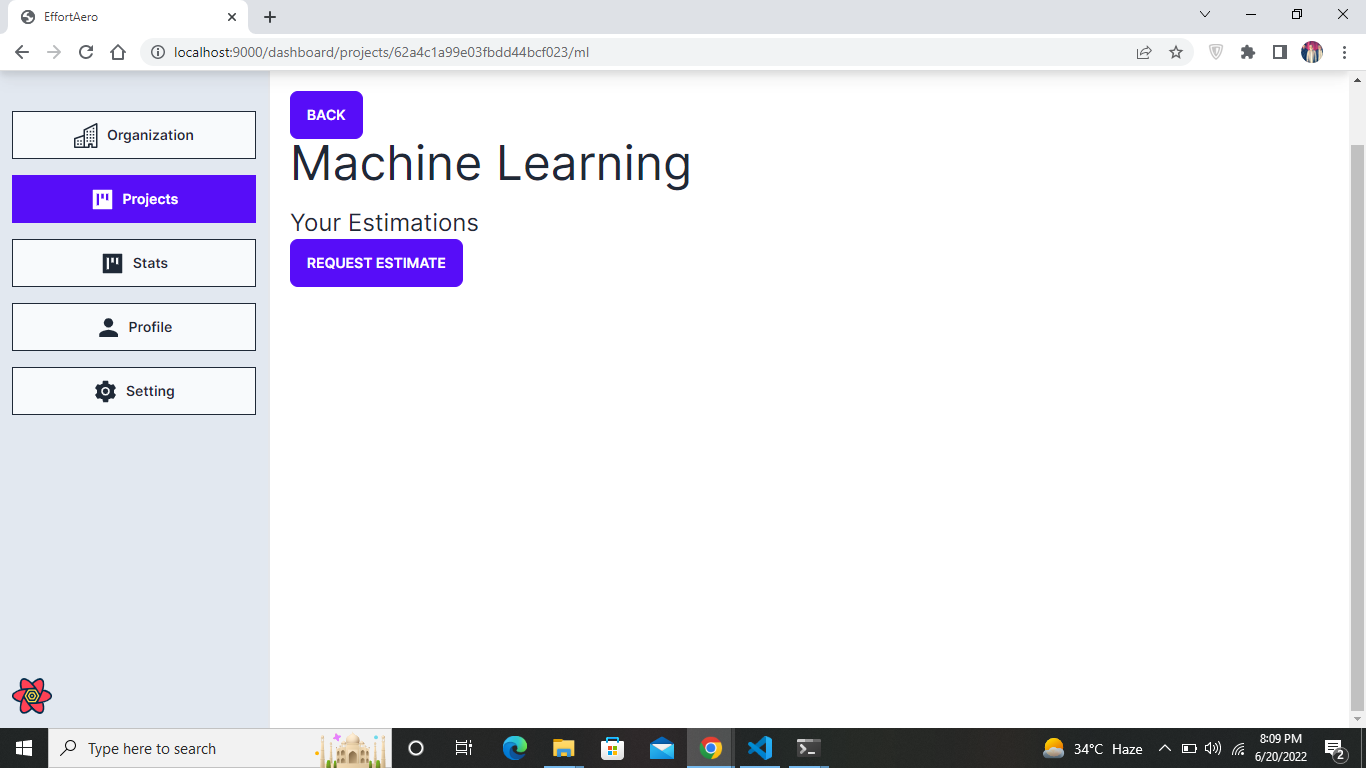 EffortAero
localhost:9000/dashboard/projects/62a4c1a99e03fbdd44bcf023/ml
Organization
Projects
Stats
Profile
Setting
BACK
Machine Learning
Your Estimations
REQUEST ESTIMATE
Type here to search
34°C Haze
8:09 PM
6/20/2022
2